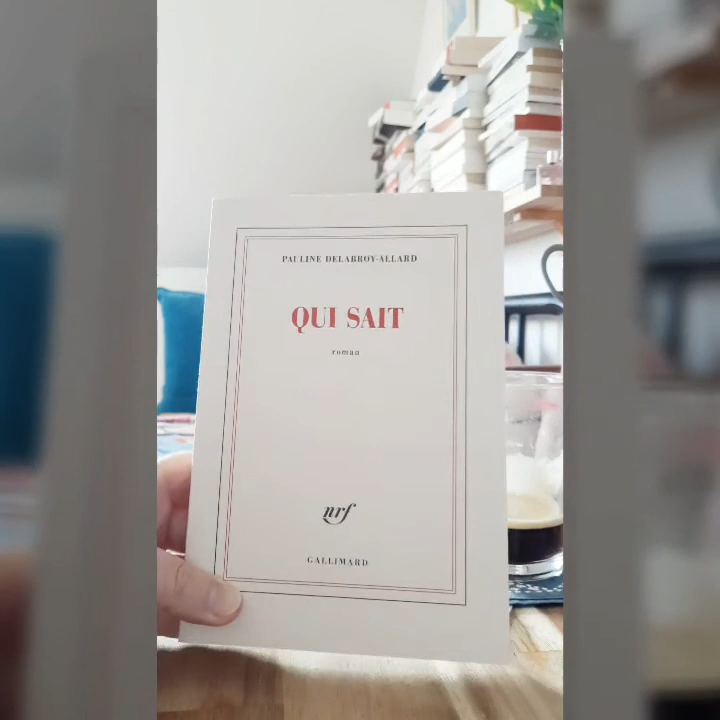 PAULINE DELABROY-ALLARD
QUI SAIT
roman
nrf
GALLIMARD